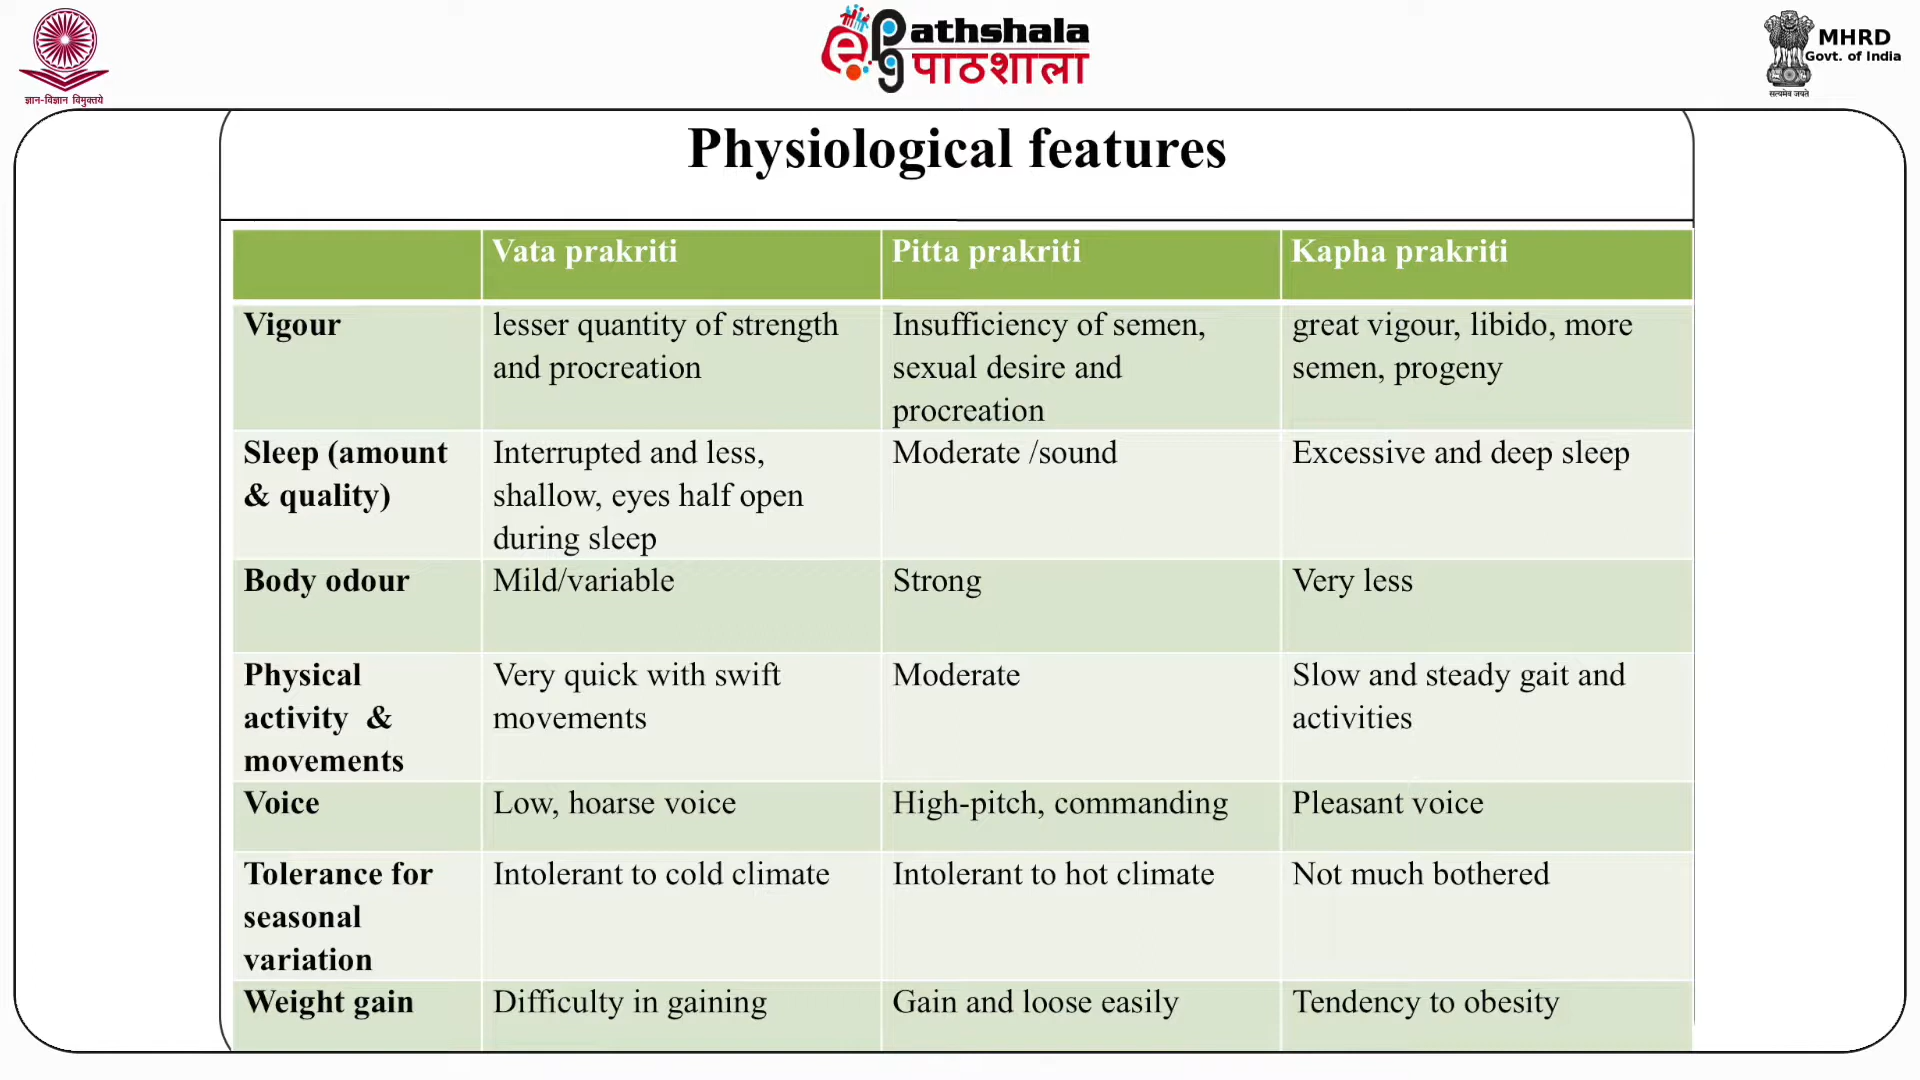 ज्ञान-विज्ञान विमुक्तये
epg Pathshala
पाठशाला
MHRD
Govt. of India
सत्यमेव जयते
Physiological features
Vata prakriti
Pitta prakriti
Kapha prakriti
Vigour
lesser quantity of strength
and procreation
Insufficiency of semen,
sexual desire and
procreation
great vigour, libido, more
semen, progeny
Sleep (amount
& quality)
Interrupted and less,
shallow, eyes half open
during sleep
Moderate /sound
Excessive and deep sleep
Body odour
Mild/variable
Strong
Very less
Physical
activity &
movements
Very quick with swift
movements
Moderate
Slow and steady gait and
activities
Voice
Low, hoarse voice
High-pitch, commanding
Pleasant voice
Tolerance for
seasonal
variation
Intolerant to cold climate
Intolerant to hot climate
Not much bothered
Weight gain
Difficulty in gaining
Gain and loose easily
Tendency to obesity